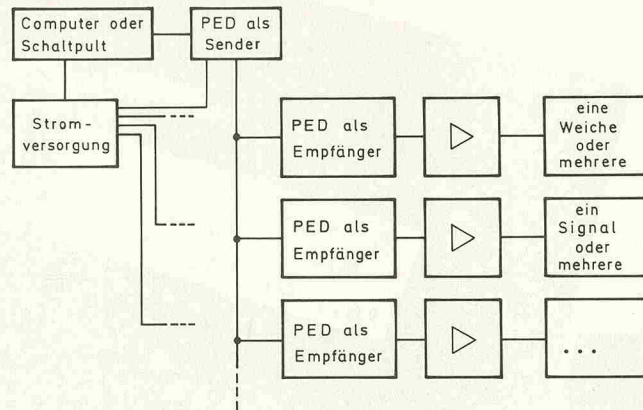 Computer oder
Schaltpult
PED als
Sender
Strom-
versorgung
PED als
Empfänger
eine
Weiche
oder
mehrere
PED als
Empfänger
ein
Signal
oder
mehrere
PED als
Empfänger
...